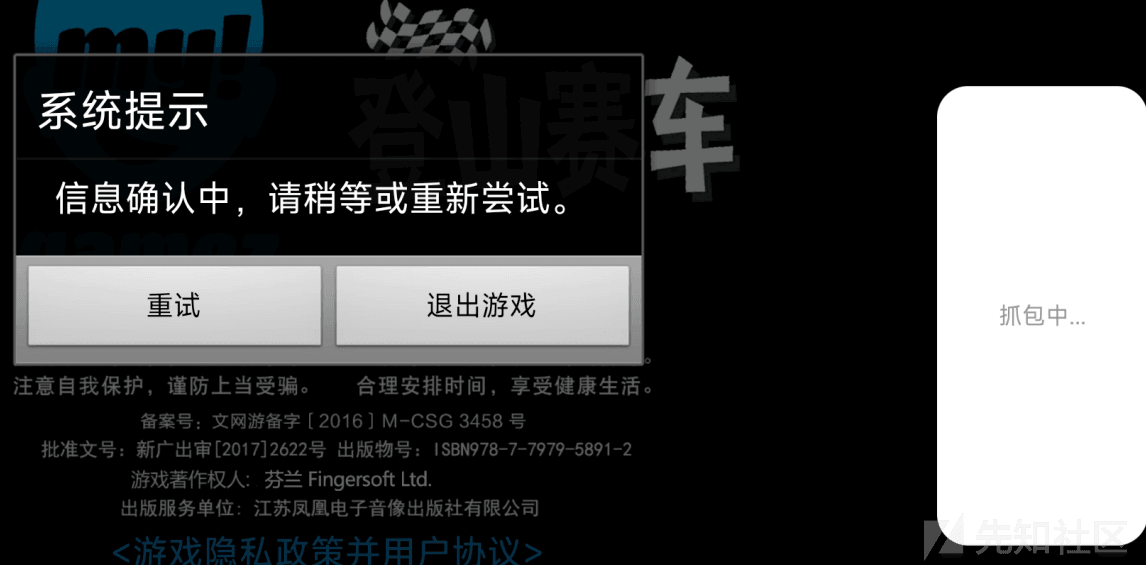 my!
登山赛车
系统提示
信息确认中，请稍等或重新尝试。
gamez
重试
退出游戏
抓包中...
。
注意自我保护，谨防上当受骗。 合理安排时间，享受健康生活。
备案号：文网游备字［2016］M-CSG 3458 号
批准文号：新广出审[2017]2622号 出版物号：ISBN978-7-7979-5891-2
游戏著作权人: 芬兰 Fingersoft Ltd.
出版服务单位：江苏凤凰电子音像出版社有限公司
<游戏隐私政策并用户协议>
先知社区